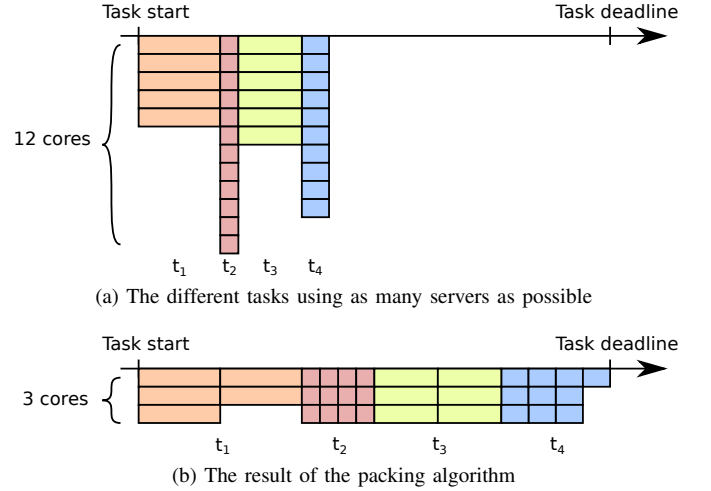 Task start Task deadline
12 cores
t₁ t₂ t₃ t₄
(a) The different tasks using as many servers as possible
Task start Task deadline
3 cores
t₁ t₂ t₃ t₄
(b) The result of the packing algorithm